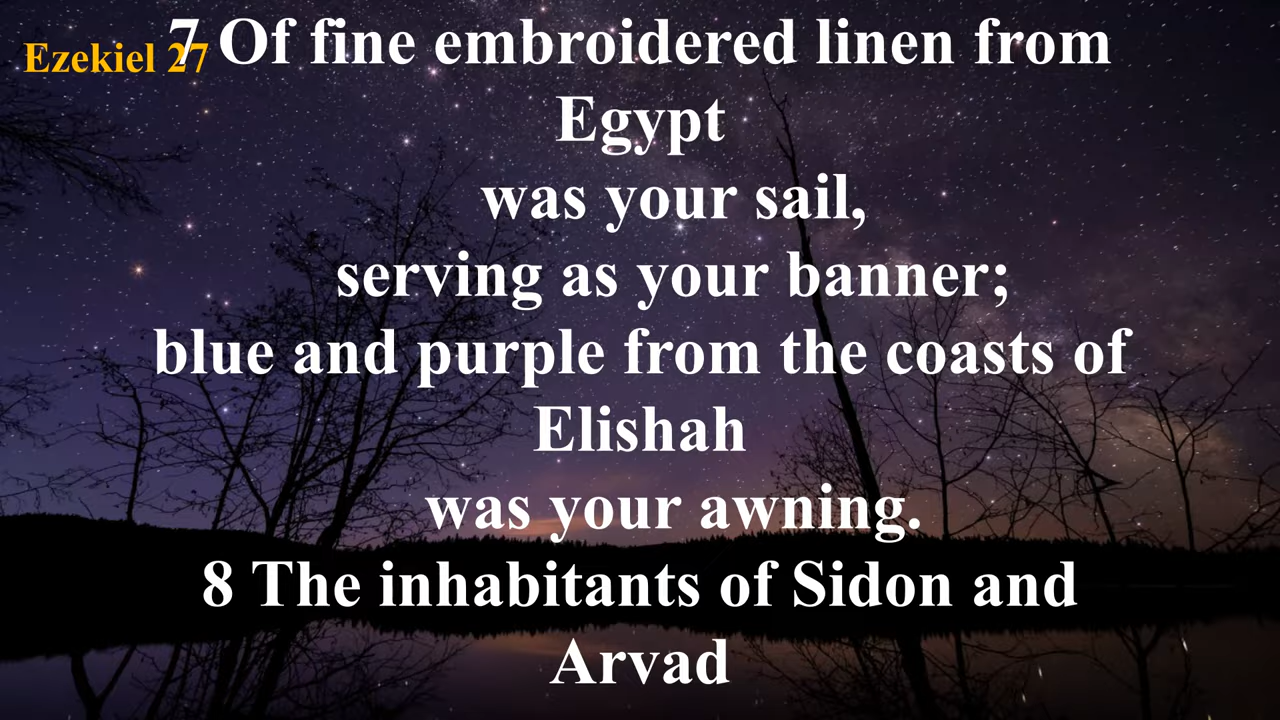 Ezekiel 27
7 Of fine embroidered linen from
Egypt
was your sail,
serving as your banner;
blue and purple from the coasts of
Elishah
was your awning.
8 The inhabitants of Sidon and
Arvad